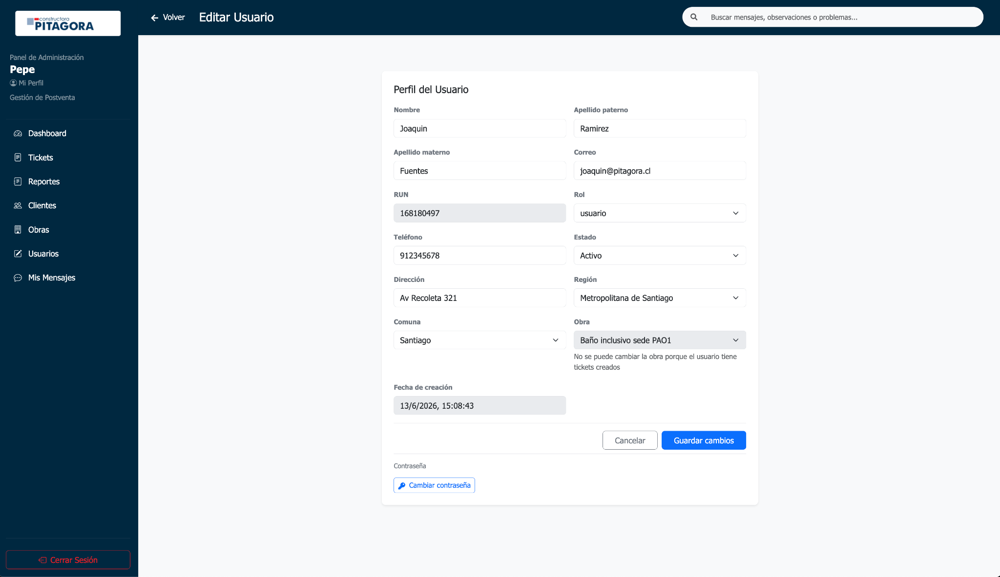 constructora
PITAGORA
Panel de Administración
Pepe
Mi Perfil
Gestión de Postventa
Dashboard
Tickets
Reportes
Clientes
Obras
Usuarios
Mis Mensajes
Cerrar Sesión
Volver
Editar Usuario
Buscar mensajes, observaciones o problemas...
Perfil del Usuario
Nombre
Joaquin
Apellido paterno
Ramirez
Apellido materno
Fuentes
Correo
joaquin@pitagora.cl
RUN
168180497
Rol
usuario
Teléfono
912345678
Estado
Activo
Dirección
Av Recoleta 321
Región
Metropolitana de Santiago
Comuna
Santiago
Obra
Baño inclusivo sede PAO1
No se puede cambiar la obra porque el usuario tiene
tickets creados
Fecha de creación
13/6/2026, 15:08:43
Cancelar
Guardar cambios
Contraseña
Cambiar contraseña